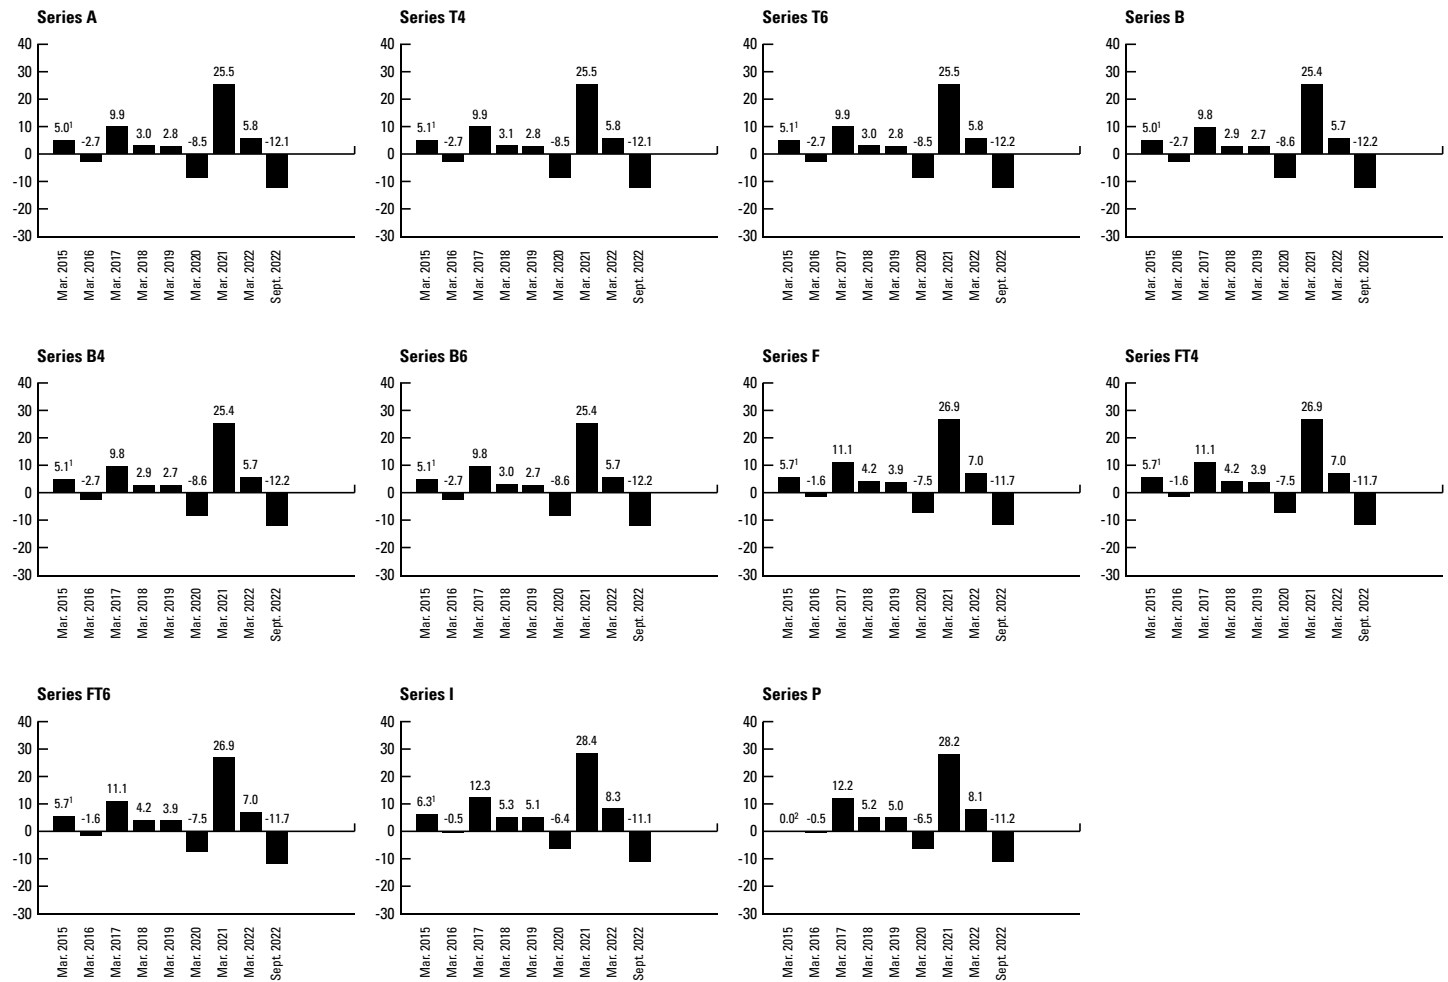 Series A
40
30
20
10
0
-10
-20
-30
5.0¹
-2.7
9.9
3.0
2.8
-8.5
25.5
5.8
-12.1
Mar. 2015
Mar. 2016
Mar. 2017
Mar. 2018
Mar. 2019
Mar. 2020
Mar. 2021
Mar. 2022
Sept. 2022
Series T4
40
30
20
10
0
-10
-20
-30
5.1¹
-2.7
9.9
3.1
2.8
-8.5
25.5
5.8
-12.1
Mar. 2015
Mar. 2016
Mar. 2017
Mar. 2018
Mar. 2019
Mar. 2020
Mar. 2021
Mar. 2022
Sept. 2022
Series T6
40
30
20
10
0
-10
-20
-30
5.1¹
-2.7
9.9
3.0
2.8
-8.5
25.5
5.8
-12.2
Mar. 2015
Mar. 2016
Mar. 2017
Mar. 2018
Mar. 2019
Mar. 2020
Mar. 2021
Mar. 2022
Sept. 2022
Series B
40
30
20
10
0
-10
-20
-30
5.0¹
-2.7
9.8
2.9
2.7
-8.6
25.4
5.7
-12.2
Mar. 2015
Mar. 2016
Mar. 2017
Mar. 2018
Mar. 2019
Mar. 2020
Mar. 2021
Mar. 2022
Sept. 2022
Series B4
40
30
20
10
0
-10
-20
-30
5.1¹
-2.7
9.8
2.9
2.7
-8.6
25.4
5.7
-12.2
Mar. 2015
Mar. 2016
Mar. 2017
Mar. 2018
Mar. 2019
Mar. 2020
Mar. 2021
Mar. 2022
Sept. 2022
Series B6
40
30
20
10
0
-10
-20
-30
5.1¹
-2.7
9.8
3.0
2.7
-8.6
25.4
5.7
-12.2
Mar. 2015
Mar. 2016
Mar. 2017
Mar. 2018
Mar. 2019
Mar. 2020
Mar. 2021
Mar. 2022
Sept. 2022
Series F
40
30
20
10
0
-10
-20
-30
5.7¹
-1.6
11.1
4.2
3.9
-7.5
26.9
7.0
-11.7
Mar. 2015
Mar. 2016
Mar. 2017
Mar. 2018
Mar. 2019
Mar. 2020
Mar. 2021
Mar. 2022
Sept. 2022
Series FT4
40
30
20
10
0
-10
-20
-30
5.7¹
-1.6
11.1
4.2
3.9
-7.5
26.9
7.0
-11.7
Mar. 2015
Mar. 2016
Mar. 2017
Mar. 2018
Mar. 2019
Mar. 2020
Mar. 2021
Mar. 2022
Sept. 2022
Series FT6
40
30
20
10
0
-10
-20
-30
5.7¹
-1.6
11.1
4.2
3.9
-7.5
26.9
7.0
-11.7
Mar. 2015
Mar. 2016
Mar. 2017
Mar. 2018
Mar. 2019
Mar. 2020
Mar. 2021
Mar. 2022
Sept. 2022
Series I
40
30
20
10
0
-10
-20
-30
6.3¹
-0.5
12.3
5.3
5.1
-6.4
28.4
8.3
-11.1
Mar. 2015
Mar. 2016
Mar. 2017
Mar. 2018
Mar. 2019
Mar. 2020
Mar. 2021
Mar. 2022
Sept. 2022
Series P
40
30
20
10
0
-10
-20
-30
0.0²
-0.5
12.2
5.2
5.0
-6.5
28.2
8.1
-11.2
Mar. 2015
Mar. 2016
Mar. 2017
Mar. 2018
Mar. 2019
Mar. 2020
Mar. 2021
Mar. 2022
Sept. 2022